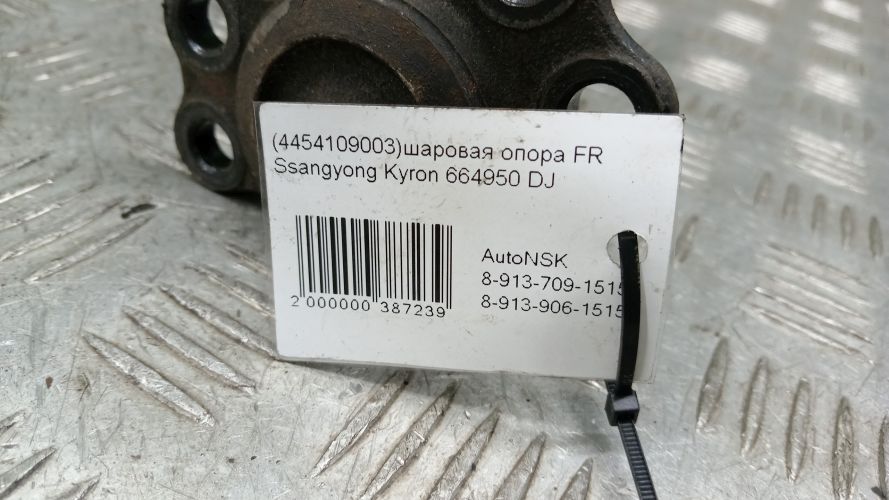 (4454109003)шаровая опора FR
Ssangyong Kyron 664950 DJ
AutoNSK
8-913-709-1515
8-913-906-1515
2 000000 387239